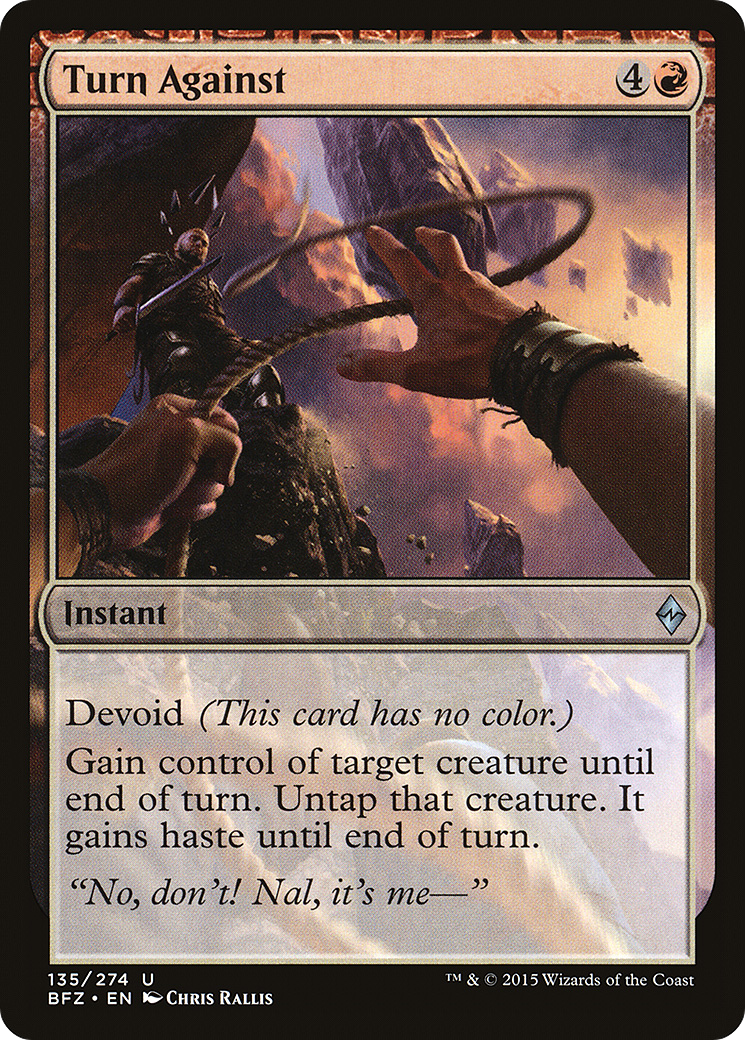 Turn Against 4
Instant
Devoid (This card has no color.)
Gain control of target creature until
end of turn. Untap that creature. It
gains haste until end of turn.
“No, don’t! Nal, it’s me—”
135/274 U
BFZ • EN Chris Rallis
™ & © 2015 Wizards of the Coast